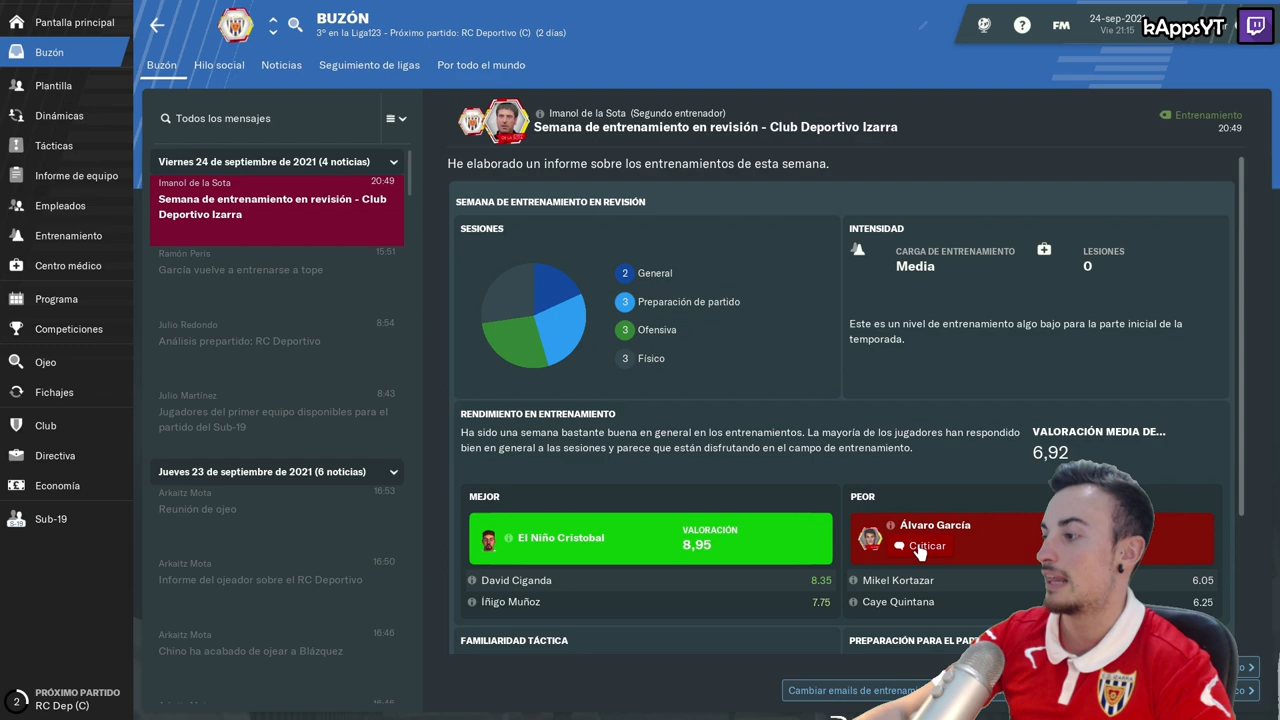 Pantalla principal
Buzón
Plantilla
Dinámicas
Tácticas
Informe de equipo
Empleados
Entrenamiento
Centro médico
Programa
Competiciones
Ojeo
Fichajes
Club
Directiva
Economía
S-19
Sub-19
2
PRÓXIMO PARTIDO
RC Dep (C)
BUZÓN
3º en la Liga123 - Próximo partido: RC Deportivo (C) (2 días)
FM
24-sep-202
Vie 21:15
kAppsYT
Buzón
Hilo social
Noticias
Seguimiento de ligas
Por todo el mundo
Todos los mensajes
Viernes 24 de septiembre de 2021 (4 noticias)
Imanol de la Sota 20:49
Semana de entrenamiento en revisión - Club
Deportivo Izarra
Ramón Peris 15:51
García vuelve a entrenarse a tope
Julio Redondo 8:54
Análisis prepartido: RC Deportivo
Julio Martínez 8:43
Jugadores del primer equipo disponibles para el
partido del Sub-19
Jueves 23 de septiembre de 2021 (6 noticias)
Arkaitz Mota 16:53
Reunión de ojeo
Arkaitz Mota 16:50
Informe del ojeador sobre el RC Deportivo
Arkaitz Mota 16:46
Chino ha acabado de ojear a Blázquez
Imanol de la Sota (Segundo entrenador)
Semana de entrenamiento en revisión - Club Deportivo Izarra
Entrenamiento
20:49
He elaborado un informe sobre los entrenamientos de esta semana.
SEMANA DE ENTRENAMIENTO EN REVISIÓN
SESIONES
2 General
3 Preparación de partido
3 Ofensiva
3 Físico
INTENSIDAD
CARGA DE ENTRENAMIENTO
Media
LESIONES
0
Este es un nivel de entrenamiento algo bajo para la parte inicial de la
temporada.
RENDIMIENTO EN ENTRENAMIENTO
Ha sido una semana bastante buena en general en los entrenamientos. La mayoría de los jugadores han respondido
bien en general a las sesiones y parece que están disfrutando en el campo de entrenamiento.
VALORACIÓN MEDIA DE...
6,92
MEJOR
El Niño Cristobal
VALORACIÓN
8,95
David Ciganda 8.35
Íñigo Muñoz 7.75
PEOR
Álvaro García
Criticar
Mikel Kortazar 6.05
Caye Quintana 6.25
FAMILIARIDAD TÁCTICA
PREPARACIÓN PARA EL
Cambiar emails de